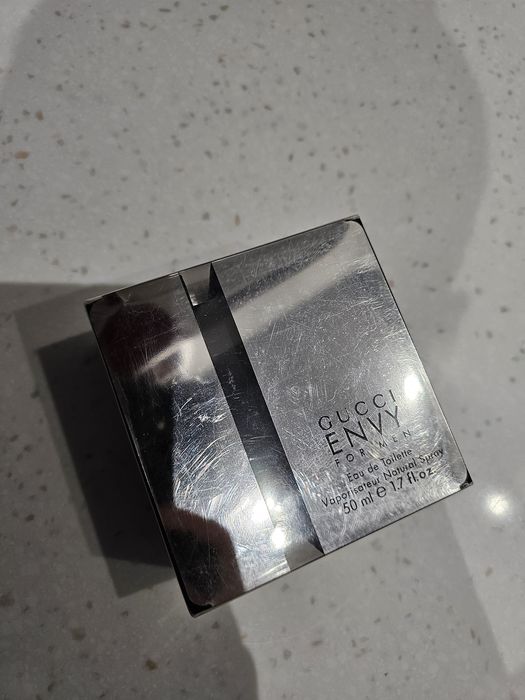 GUCCI
ENVY
FOR MEN
Eau de Toilette
Vaporisateur Natural Spray
50 ml e 1.7 fl.oz.